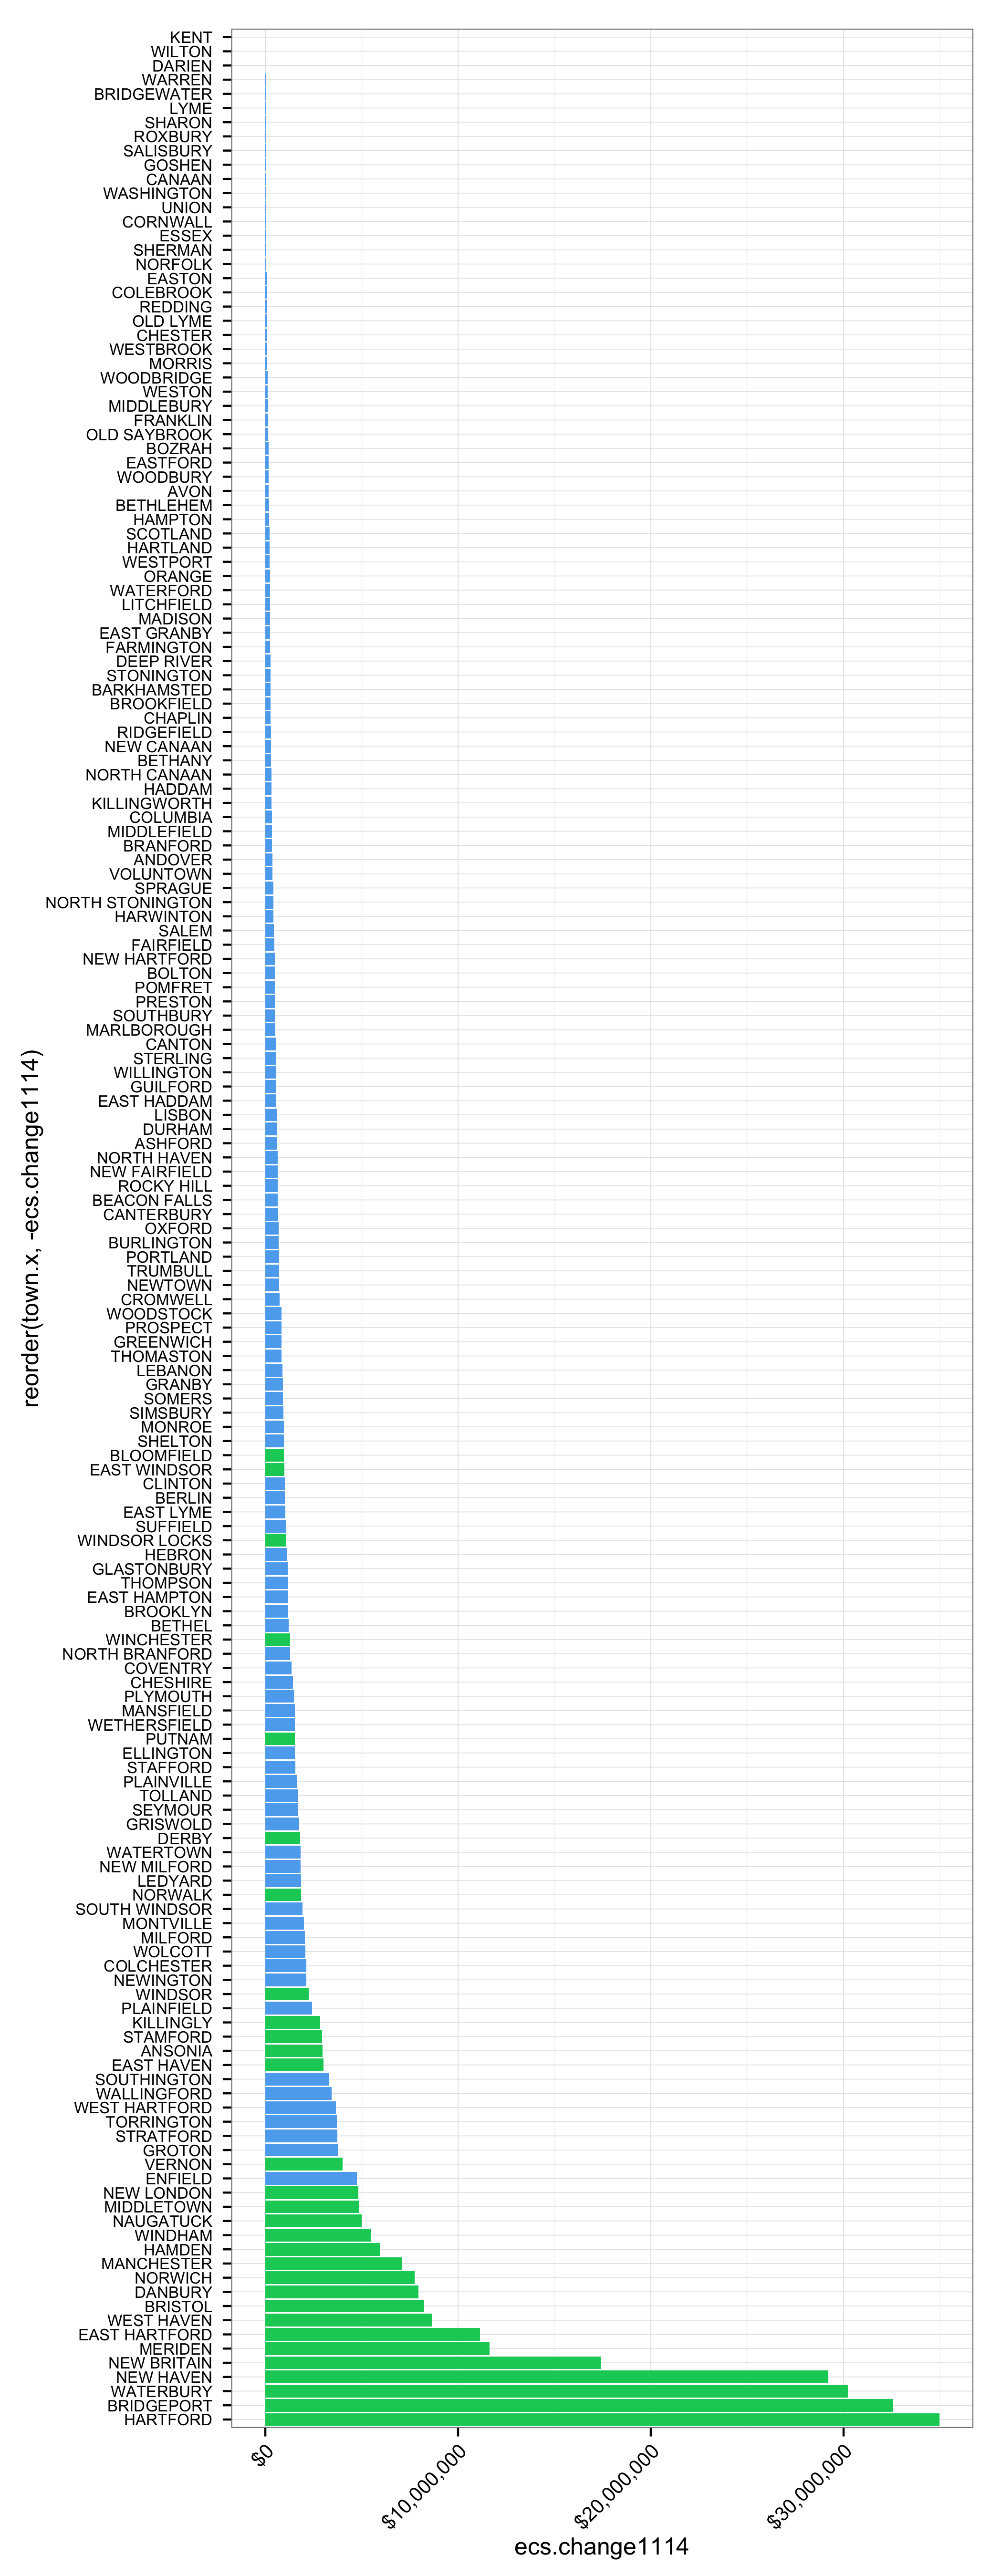 KENT
WILTON
DARIEN
WARREN
BRIDGEWATER
LYME
SHARON
ROXBURY
SALISBURY
GOSHEN
CANAAN
WASHINGTON
UNION
CORNWALL
ESSEX
SHERMAN
NORFOLK
EASTON
COLEBROOK
REDDING
OLD LYME
CHESTER
WESTBROOK
MORRIS
WOODBRIDGE
WESTON
MIDDLEBURY
FRANKLIN
OLD SAYBROOK
BOZRAH
EASTFORD
WOODBURY
AVON
BETHLEHEM
HAMPTON
SCOTLAND
HARTLAND
WESTPORT
ORANGE
WATERFORD
LITCHFIELD
MADISON
EAST GRANBY
FARMINGTON
DEEP RIVER
STONINGTON
BARKHAMSTED
BROOKFIELD
CHAPLIN
RIDGEFIELD
NEW CANAAN
BETHANY
NORTH CANAAN
HADDAM
KILLINGWORTH
COLUMBIA
MIDDLEFIELD
BRANFORD
ANDOVER
VOLUNTOWN
SPRAGUE
NORTH STONINGTON
HARWINTON
SALEM
FAIRFIELD
NEW HARTFORD
BOLTON
POMFRET
PRESTON
SOUTHBURY
MARLBOROUGH
CANTON
STERLING
WILLINGTON
GUILFORD
EAST HADDAM
LISBON
DURHAM
ASHFORD
NORTH HAVEN
NEW FAIRFIELD
ROCKY HILL
BEACON FALLS
CANTERBURY
OXFORD
BURLINGTON
PORTLAND
TRUMBULL
NEWTOWN
CROMWELL
WOODSTOCK
PROSPECT
GREENWICH
THOMASTON
LEBANON
GRANBY
SOMERS
SIMSBURY
MONROE
SHELTON
BLOOMFIELD
EAST WINDSOR
CLINTON
BERLIN
EAST LYME
SUFFIELD
WINDSOR LOCKS
HEBRON
GLASTONBURY
THOMPSON
EAST HAMPTON
BROOKLYN
BETHEL
WINCHESTER
NORTH BRANFORD
COVENTRY
CHESHIRE
PLYMOUTH
MANSFIELD
WETHERSFIELD
PUTNAM
ELLINGTON
STAFFORD
PLAINVILLE
TOLLAND
SEYMOUR
GRISWOLD
DERBY
WATERTOWN
NEW MILFORD
LEDYARD
NORWALK
SOUTH WINDSOR
MONTVILLE
MILFORD
WOLCOTT
COLCHESTER
NEWINGTON
WINDSOR
PLAINFIELD
KILLINGLY
STAMFORD
ANSONIA
EAST HAVEN
SOUTHINGTON
WALLINGFORD
WEST HARTFORD
TORRINGTON
STRATFORD
GROTON
VERNON
ENFIELD
NEW LONDON
MIDDLETOWN
NAUGATUCK
WINDHAM
HAMDEN
MANCHESTER
NORWICH
DANBURY
BRISTOL
WEST HAVEN
EAST HARTFORD
MERIDEN
NEW BRITAIN
NEW HAVEN
WATERBURY
BRIDGEPORT
HARTFORD
reorder(town.x, -ecs.change1114)
$0
$10,000,000
$20,000,000
$30,000,000
ecs.change1114